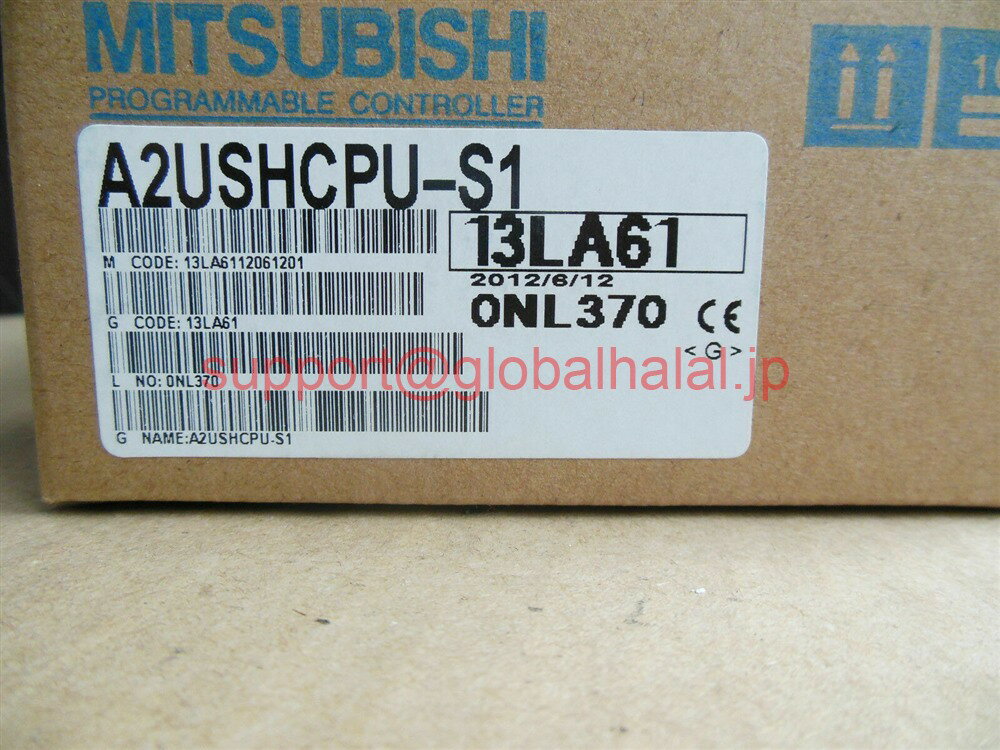 MITSUBISHI
PROGRAMMABLE CONTROLLER
A2USHCPU-S1
13LA61
M CODE: 13LA6112061201
2012/6/12
0NL370 CE
G CODE: 13LA61
<G>
support@globalhalal.jp
L NO: 0NL370
G NAME:A2USHCPU-S1